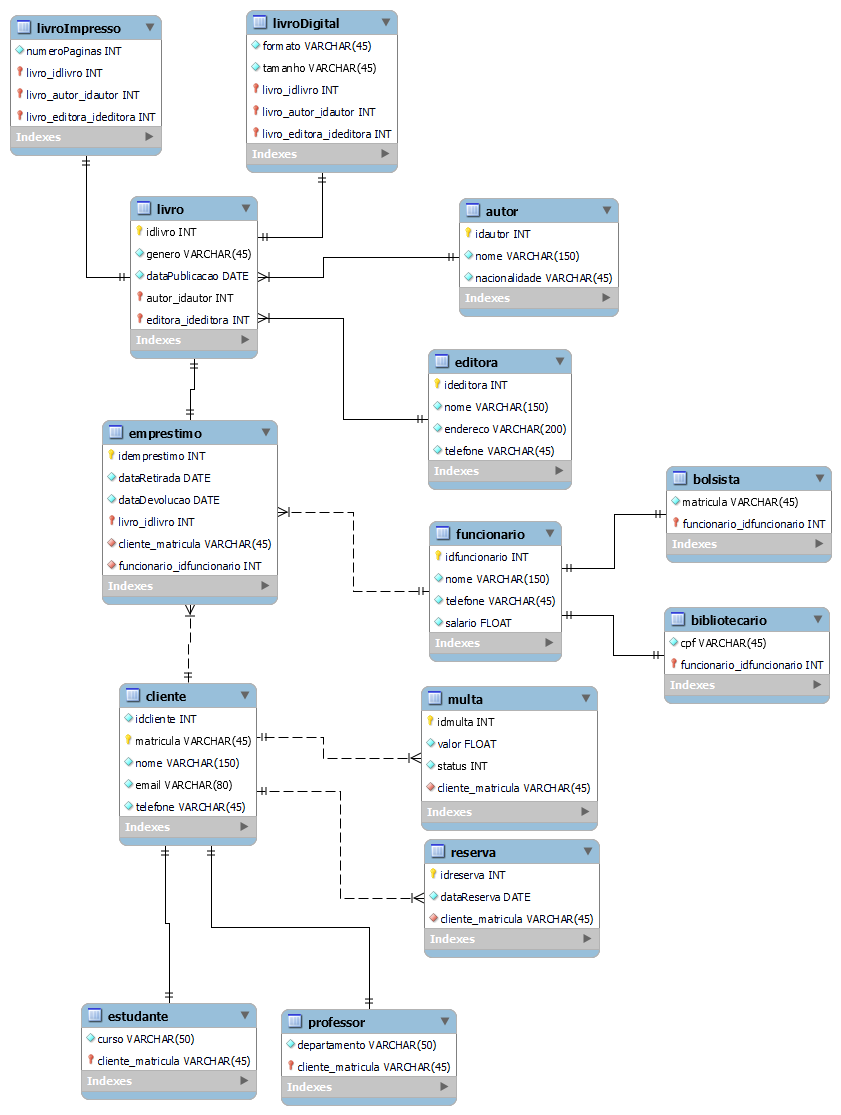 livroImpresso
numeroPaginas INT
livro_idlivro INT
livro_autor_idautor INT
livro_editora_ideditora INT
Indexes
livroDigital
formato VARCHAR(45)
tamanho VARCHAR(45)
livro_idlivro INT
livro_autor_idautor INT
livro_editora_ideditora INT
Indexes
livro
idlivro INT
genero VARCHAR(45)
dataPublicacao DATE
autor_idautor INT
editora_ideditora INT
Indexes
autor
idautor INT
nome VARCHAR(150)
nacionalidade VARCHAR(45)
Indexes
editora
ideditora INT
nome VARCHAR(150)
endereco VARCHAR(200)
telefone VARCHAR(45)
Indexes
emprestimo
idemprestimo INT
dataRetirada DATE
dataDevolucao DATE
livro_idlivro INT
cliente_matricula VARCHAR(45)
funcionario_idfuncionario INT
Indexes
funcionario
idfuncionario INT
nome VARCHAR(150)
telefone VARCHAR(45)
salario FLOAT
Indexes
bolsista
matricula VARCHAR(45)
funcionario_idfuncionario INT
Indexes
bibliotecario
cpf VARCHAR(45)
funcionario_idfuncionario INT
Indexes
cliente
idcliente INT
matricula VARCHAR(45)
nome VARCHAR(150)
email VARCHAR(80)
telefone VARCHAR(45)
Indexes
multa
idmulta INT
valor FLOAT
status INT
cliente_matricula VARCHAR(45)
Indexes
reserva
idreserva INT
dataReserva DATE
cliente_matricula VARCHAR(45)
Indexes
estudante
curso VARCHAR(50)
cliente_matricula VARCHAR(45)
Indexes
professor
departamento VARCHAR(50)
cliente_matricula VARCHAR(45)
Indexes